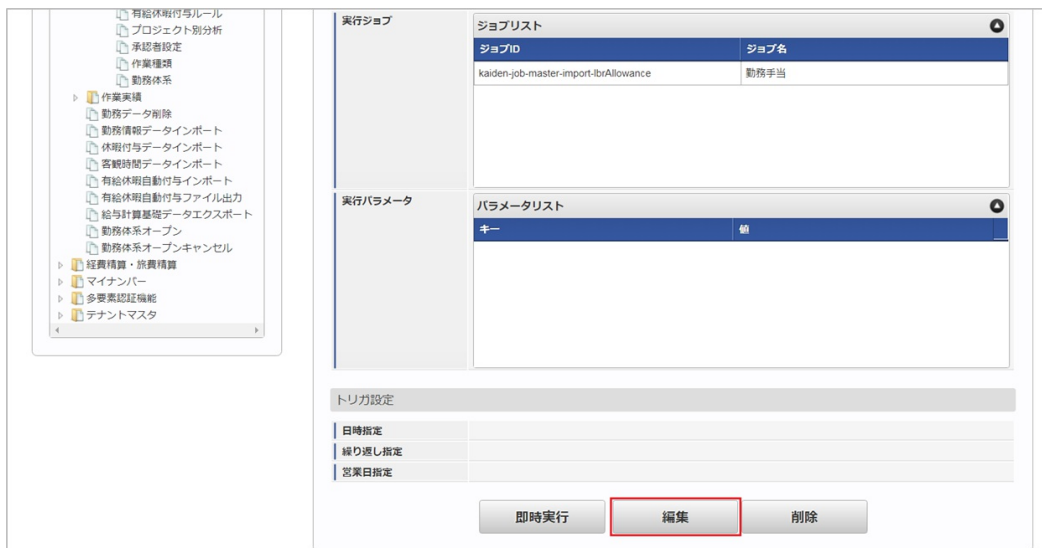 有給休暇付与ルール
プロジェクト別分析
承認者設定
作業種類
勤務体系
作業実績
勤務データ削除
勤務情報データインポート
休暇付与データインポート
客観時間データインポート
有給休暇自動付与インポート
有給休暇自動付与ファイル出力
給与計算基礎データエクスポート
勤務体系オープン
勤務体系オープンキャンセル
経費精算・旅費精算
マイナンバー
多要素認証機能
テナントマスタ
実行ジョブ
ジョブリスト
ジョブID ジョブ名
kaiden-job-master-import-lbrAllowance 勤務手当
実行パラメータ
パラメータリスト
キー 値
トリガ設定
日時指定
繰り返し指定
営業日指定
即時実行 編集 削除